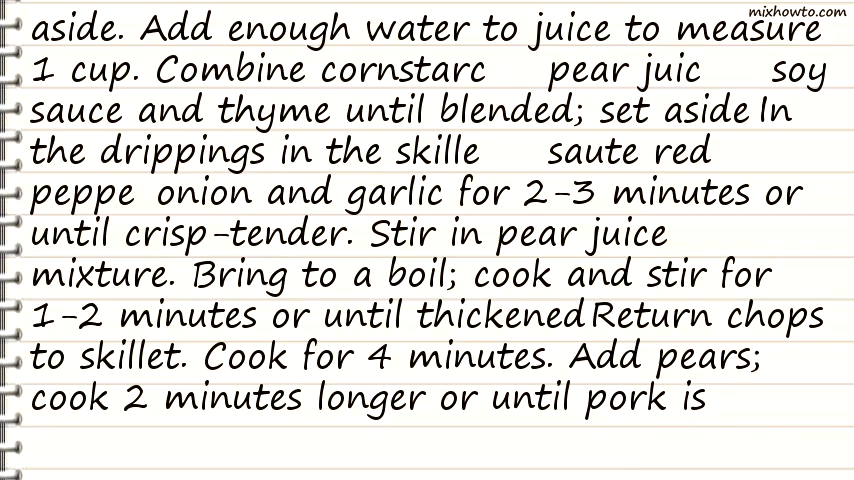 mixhowto.com
aside. Add enough water to juice to measure
1 cup. Combine cornstarc pear juic soy
sauce and thyme until blended; set aside In
the drippings in the skille saute red
peppe onion and garlic for 2-3 minutes or
until crisp-tender. Stir in pear juice
mixture. Bring to a boil; cook and stir for
1-2 minutes or until thickened Return chops
to skillet. Cook for 4 minutes. Add pears;
cook 2 minutes longer or until pork is